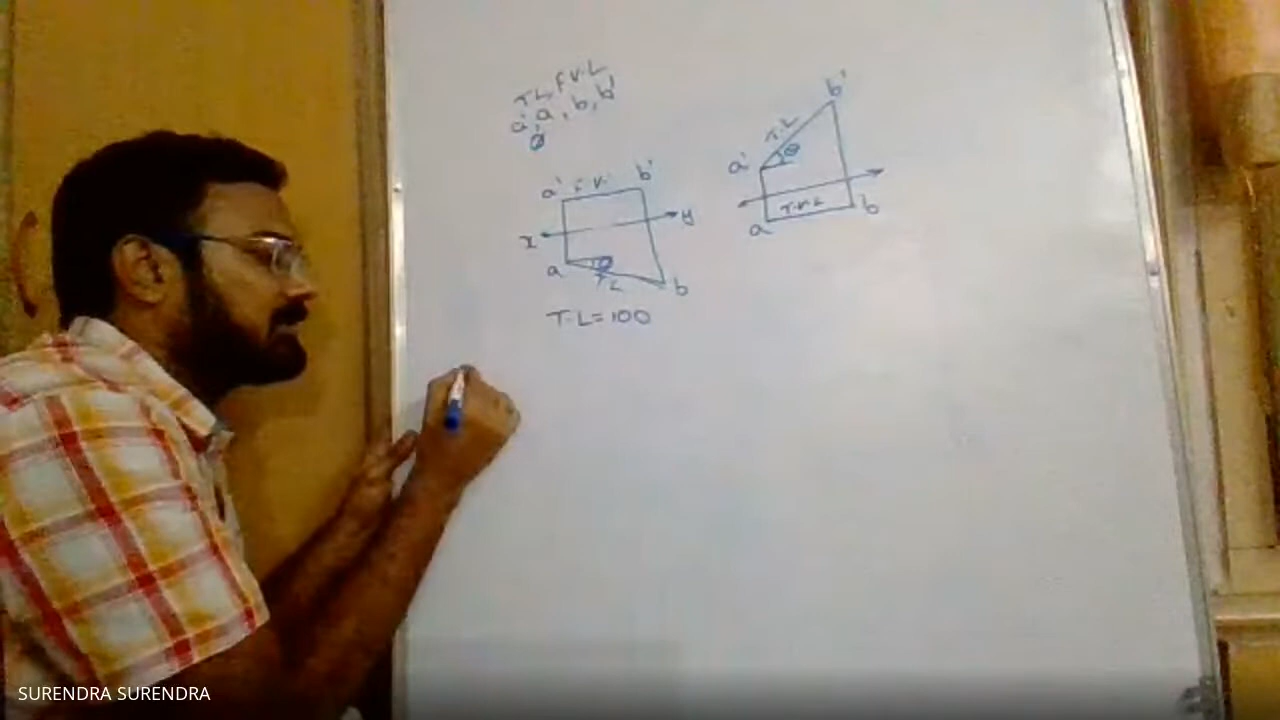 T.L, F.V.L
a', a, b, b'
Ø
a' F.V. b'
x y
a Ø b
T.L
T.L=100
b'
T.L
a' θ
T.V.L b
a
SURENDRA SURENDRA